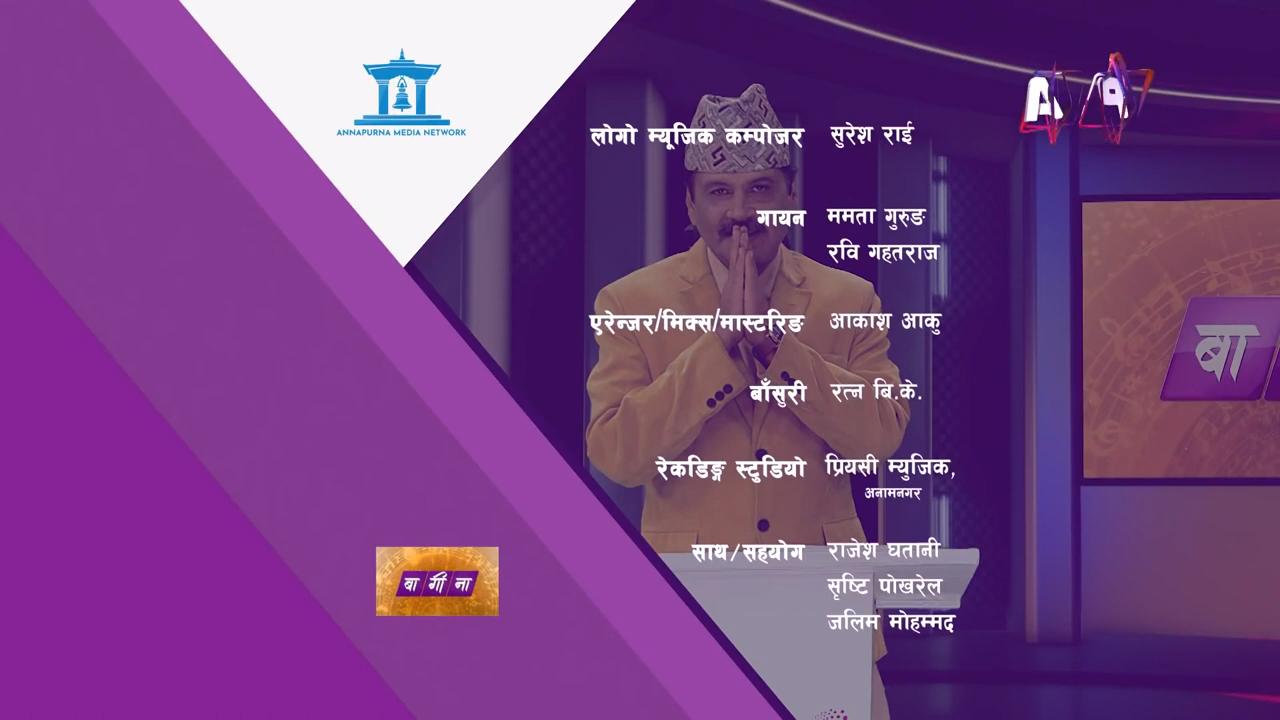 ANNAPURNA MEDIA NETWORK
लोगो म्यूजिक कम्पोजर सुरेश राई
गायन ममता गुरुङ
रवि गहतराज
एरेन्जर/मिक्स/मास्टरिङ आकाश आकु
बाँसुरी रत्न बि.के.
रेकडिङ्ग स्टुडियो प्रियसी म्युजिक,
अनामनगर
साथ/सहयोग राजेश घतानी
सृष्टि पोखरेल
जलिम मोहम्मद
बा गी ना
बा